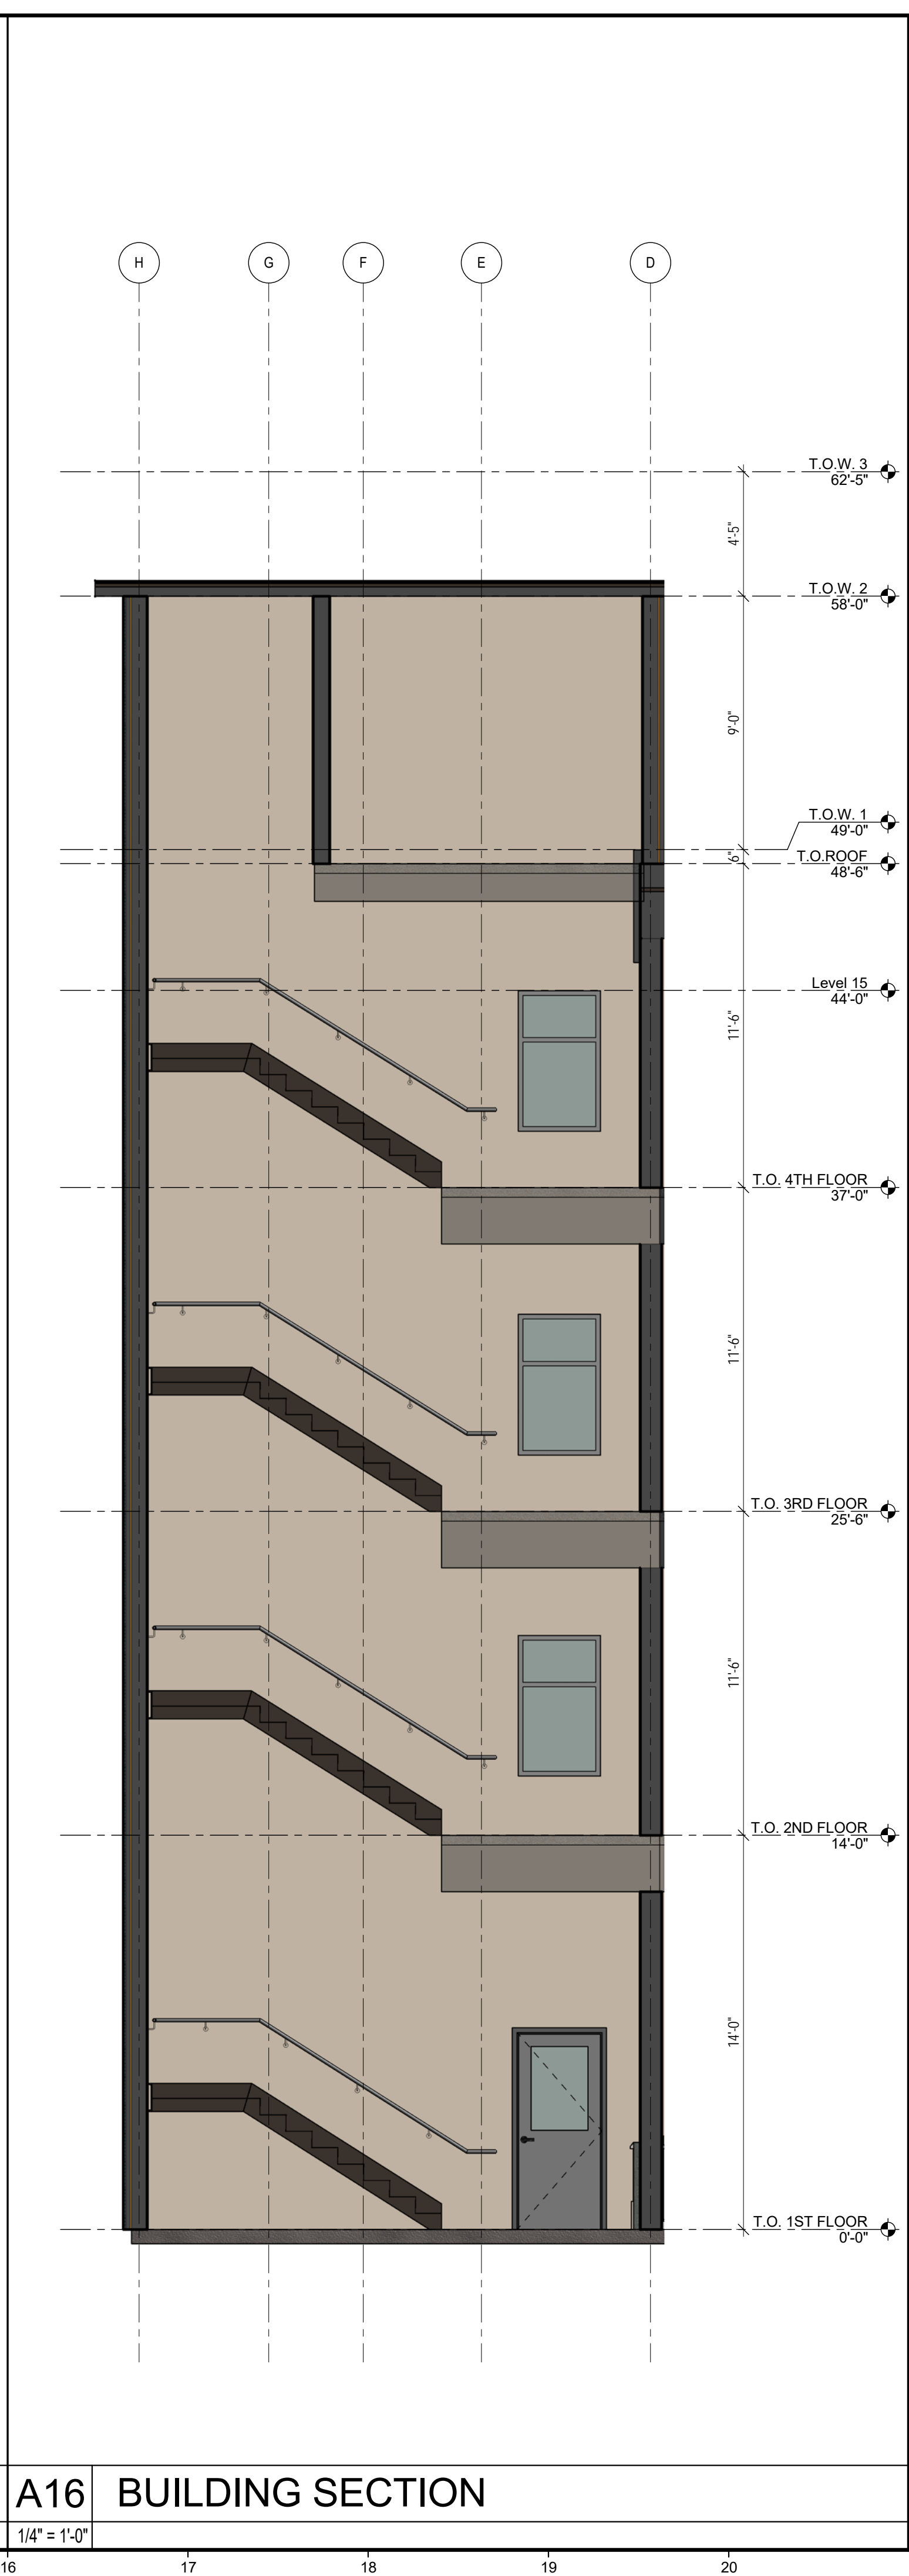 H G F E D
T.O.W. 3
62'-5"
4'-5"
T.O.W. 2
58'-0"
9'-0"
T.O.W. 1
49'-0"
6"
T.O.ROOF
48'-6"
Level 15
44'-0"
11'-6"
T.O. 4TH FLOOR
37'-0"
11'-6"
T.O. 3RD FLOOR
25'-6"
11'-6"
T.O. 2ND FLOOR
14'-0"
14'-0"
T.O. 1ST FLOOR
0'-0"
A16 BUILDING SECTION
1/4" = 1'-0"
16 17 18 19 20